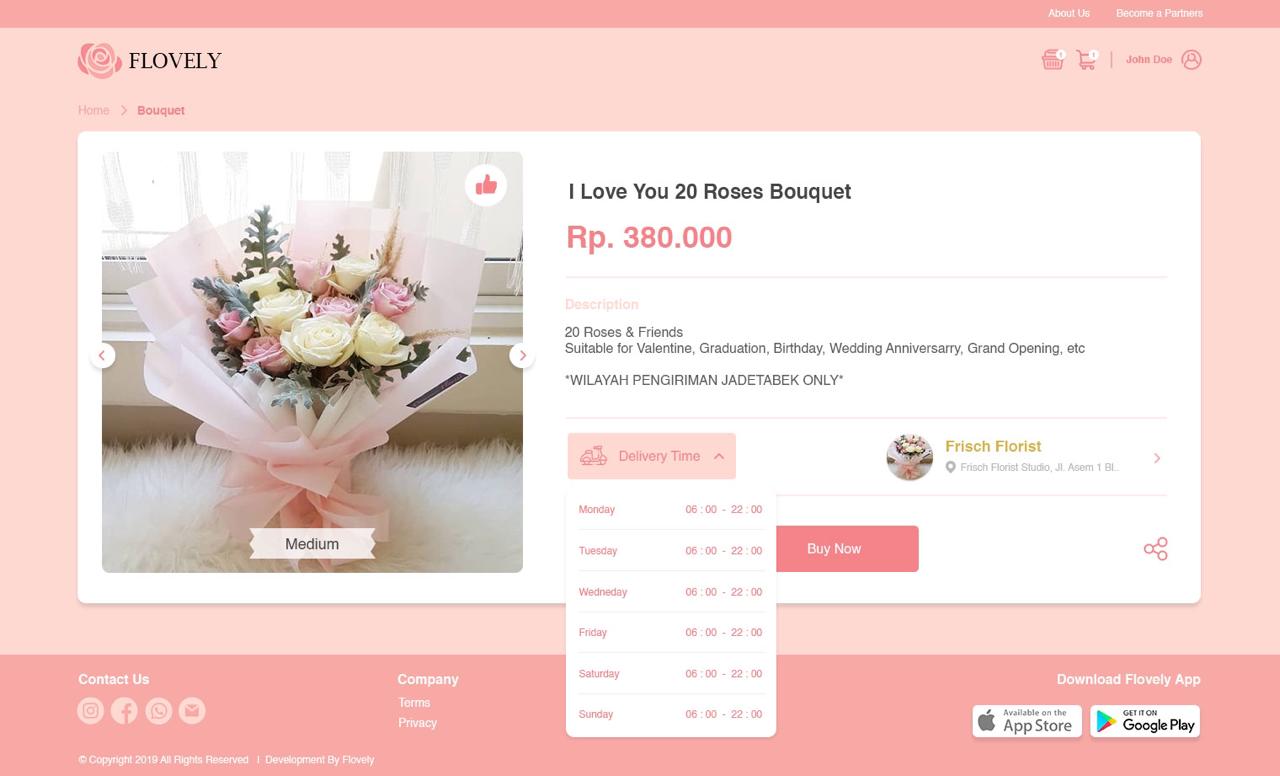 About Us Become a Partners
FLOVELY
1 1 John Doe
Home Bouquet
I Love You 20 Roses Bouquet
Rp. 380.000
Description
20 Roses & Friends
Suitable for Valentine, Graduation, Birthday, Wedding Anniversarry, Grand Opening, etc
*WILAYAH PENGIRIMAN JADETABEK ONLY*
Delivery Time
Frisch Florist
Frisch Florist Studio, Jl. Asem 1 Bl..
Medium
Monday 06 : 00 - 22 : 00
Tuesday 06 : 00 - 22 : 00
Wedneday 06 : 00 - 22 : 00
Friday 06 : 00 - 22 : 00
Saturday 06 : 00 - 22 : 00
Sunday 06 : 00 - 22 : 00
Buy Now
Contact Us
Company
Terms
Privacy
Download Flovely App
Available on the
App Store
GET IT ON
Google Play
© Copyright 2019 All Rights Reserved | Development By Flovely